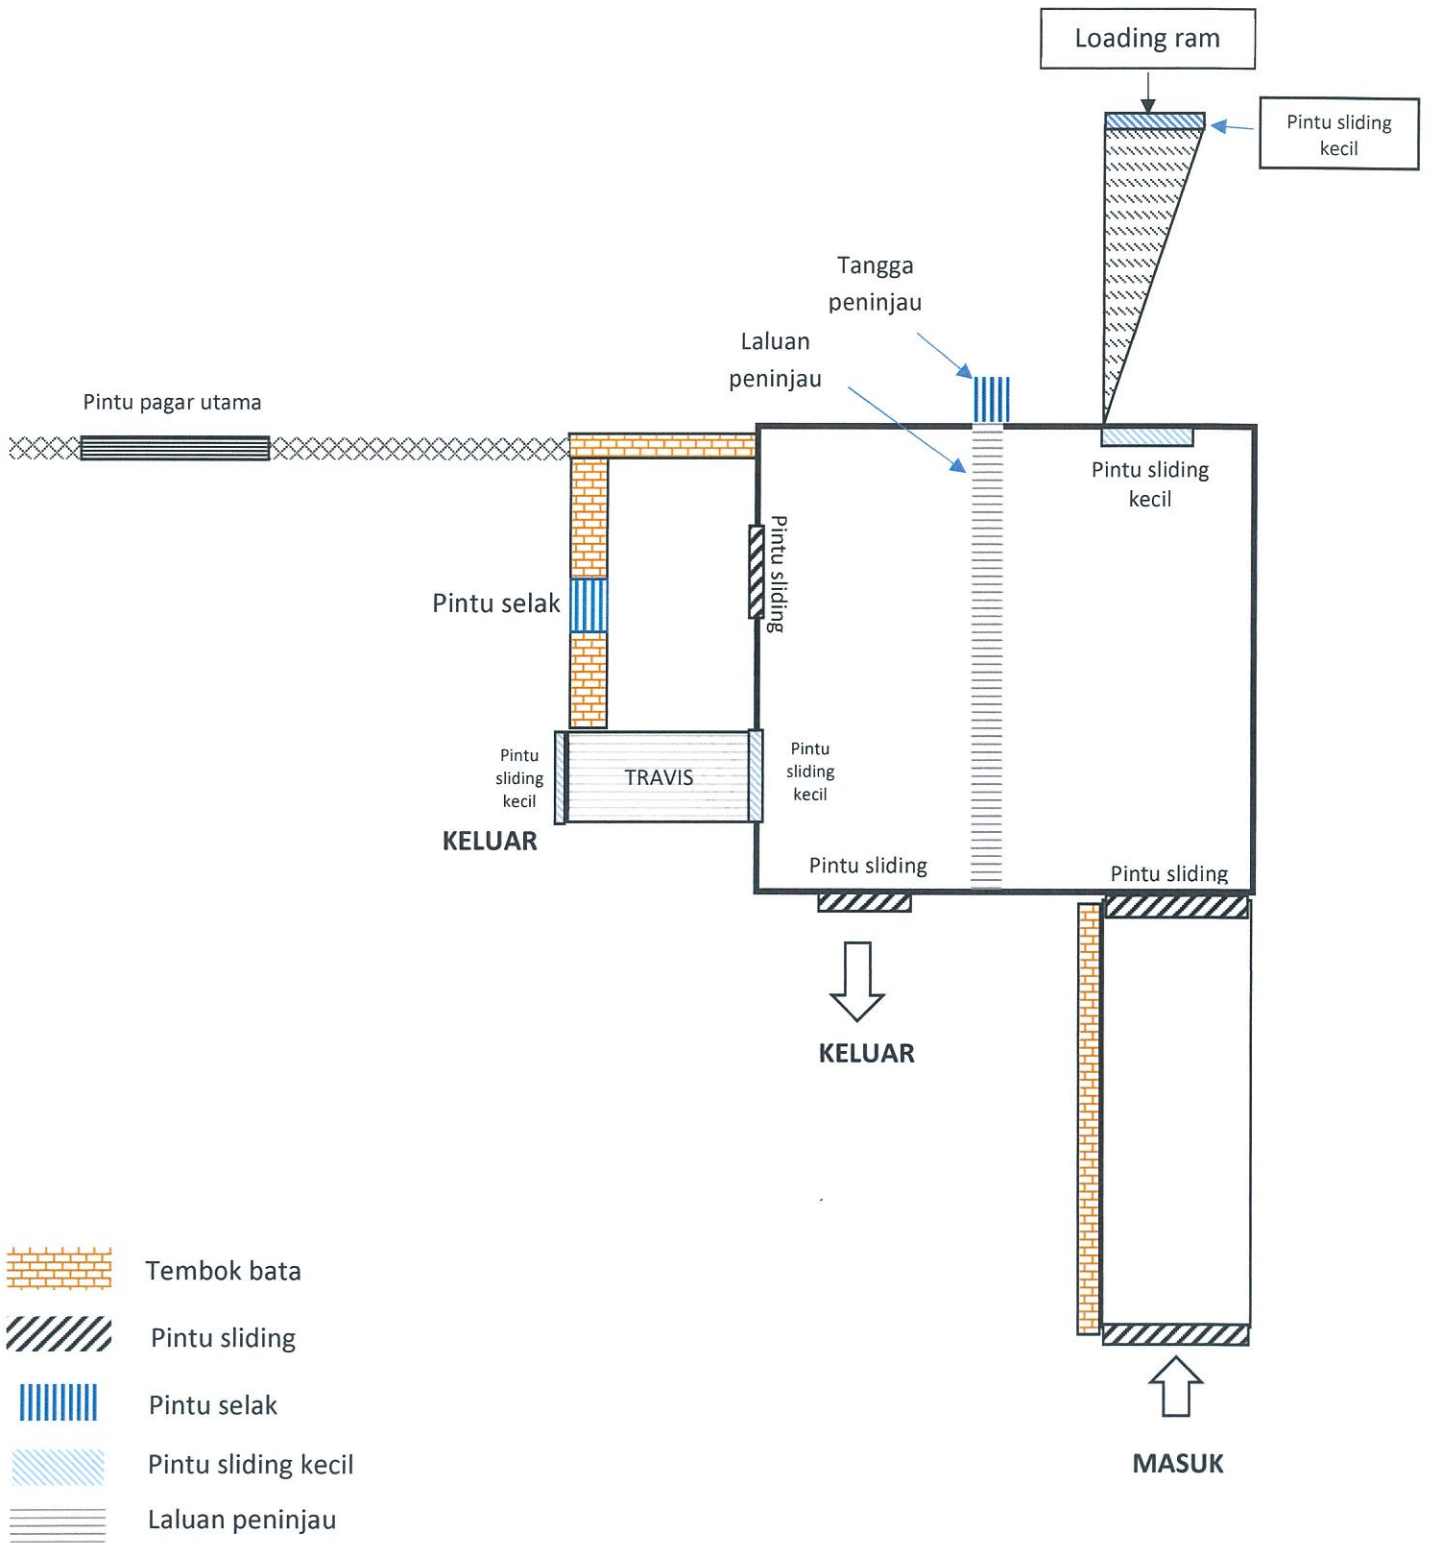 Loading ram
Pintu sliding
kecil
Tangga
peninjau
Laluan
peninjau
Pintu pagar utama
Pintu sliding
kecil
Pintu sliding
Pintu selak
Pintu
sliding
kecil
TRAVIS
Pintu
sliding
kecil
KELUAR
Pintu sliding
Pintu sliding
KELUAR
Tembok bata
Pintu sliding
Pintu selak
Pintu sliding kecil
Laluan peninjau
MASUK